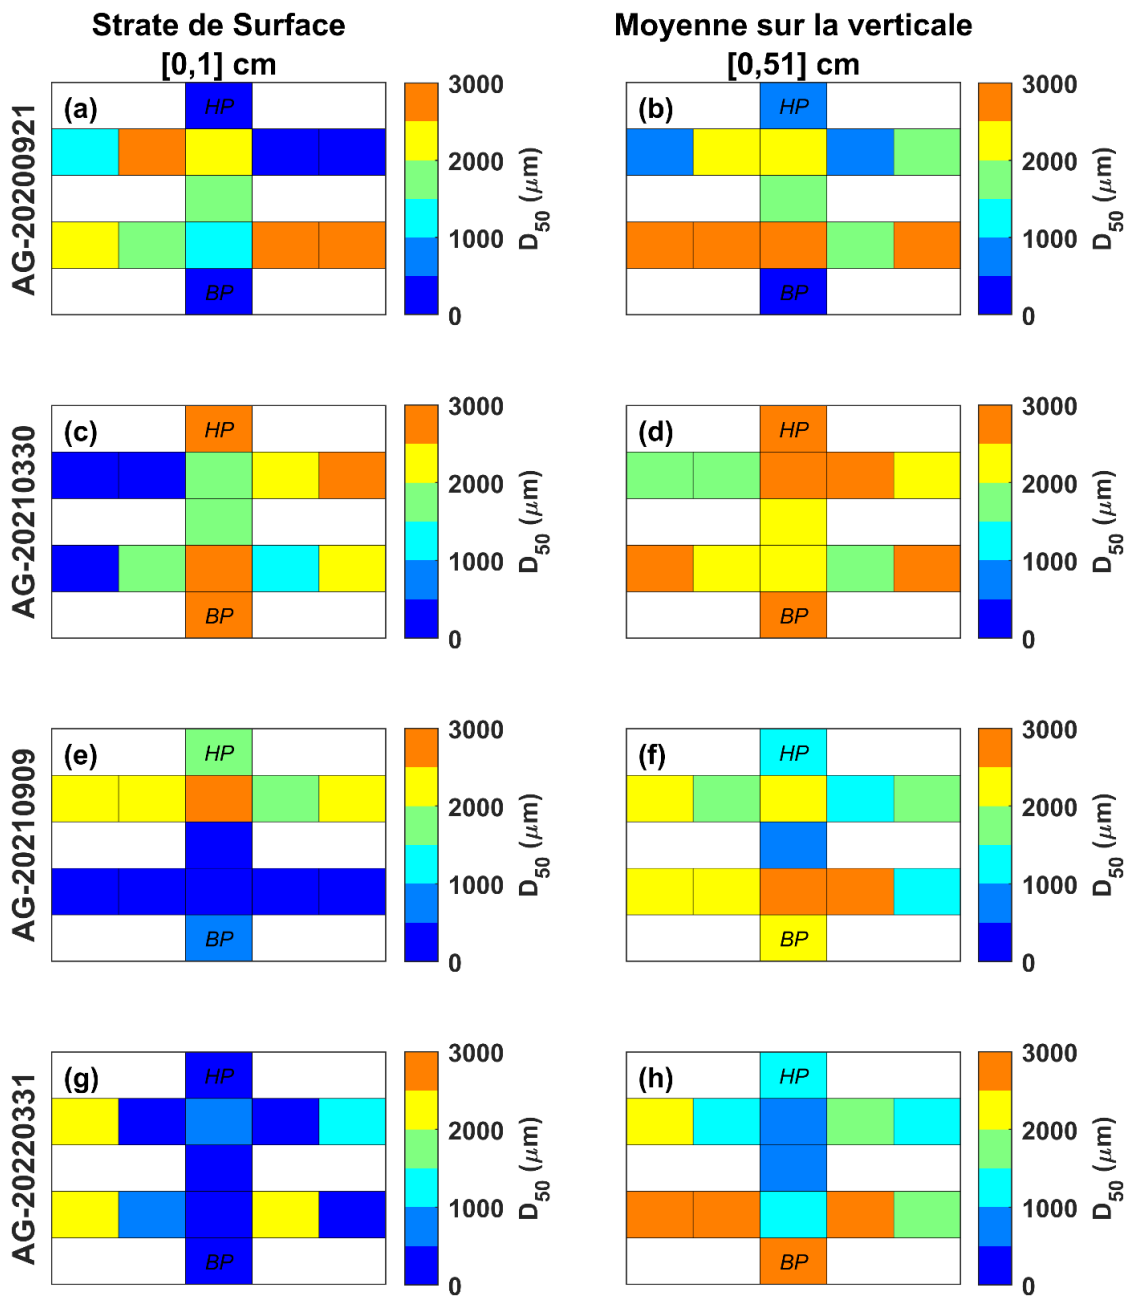 Strate de Surface
[0,1] cm
Moyenne sur la verticale
[0,51] cm
AG-20200921
(a)
HP
BP
3000
2000
1000
0
D50 (μm)
(b)
HP
BP
3000
2000
1000
0
D50 (μm)
AG-20210330
(c)
HP
BP
3000
2000
1000
0
D50 (μm)
(d)
HP
BP
3000
2000
1000
0
D50 (μm)
AG-20210909
(e)
HP
BP
3000
2000
1000
0
D50 (μm)
(f)
HP
BP
3000
2000
1000
0
D50 (μm)
AG-20220331
(g)
HP
BP
3000
2000
1000
0
D50 (μm)
(h)
HP
BP
3000
2000
1000
0
D50 (μm)